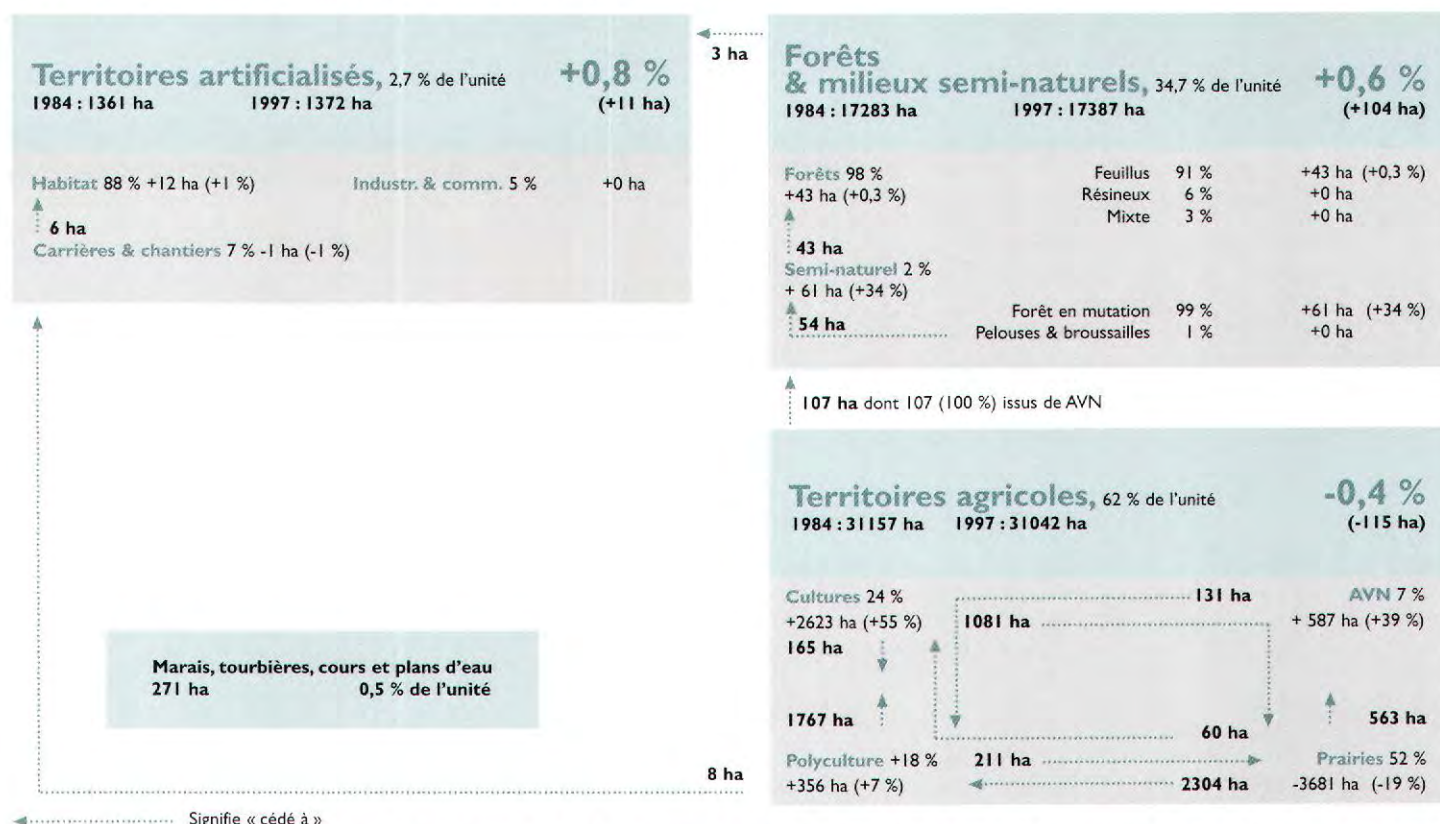 3 ha
Territoires artificialisés, 2,7 % de l'unité +0,8 %
1984 : 1361 ha 1997 : 1372 ha (+11 ha)
Habitat 88 % +12 ha (+1 %) Industr. & comm. 5 % +0 ha
6 ha
Carrières & chantiers 7 % -1 ha (-1 %)
Forêts
& milieux semi-naturels, 34,7 % de l'unité +0,6 %
1984 : 17283 ha 1997 : 17387 ha (+104 ha)
Forêts 98 % Feuillus 91 % +43 ha (+0,3 %)
+43 ha (+0,3 %) Résineux 6 % +0 ha
Mixte 3 % +0 ha
43 ha
Semi-naturel 2 %
+ 61 ha (+34 %)
Forêt en mutation 99 % +61 ha (+34 %)
54 ha Pelouses & broussailles 1 % +0 ha
107 ha dont 107 (100 %) issus de AVN
Territoires agricoles, 62 % de l'unité -0,4 %
1984 : 31157 ha 1997 : 31042 ha (-115 ha)
Cultures 24 % 131 ha AVN 7 %
+2623 ha (+55 %) 1081 ha + 587 ha (+39 %)
165 ha
1767 ha 60 ha 563 ha
Polyculture +18 % 211 ha Prairies 52 %
+356 ha (+7 %) 2304 ha -3681 ha (-19 %)
Marais, tourbières, cours et plans d'eau
271 ha 0,5 % de l'unité
8 ha
Signifie « cédé à »